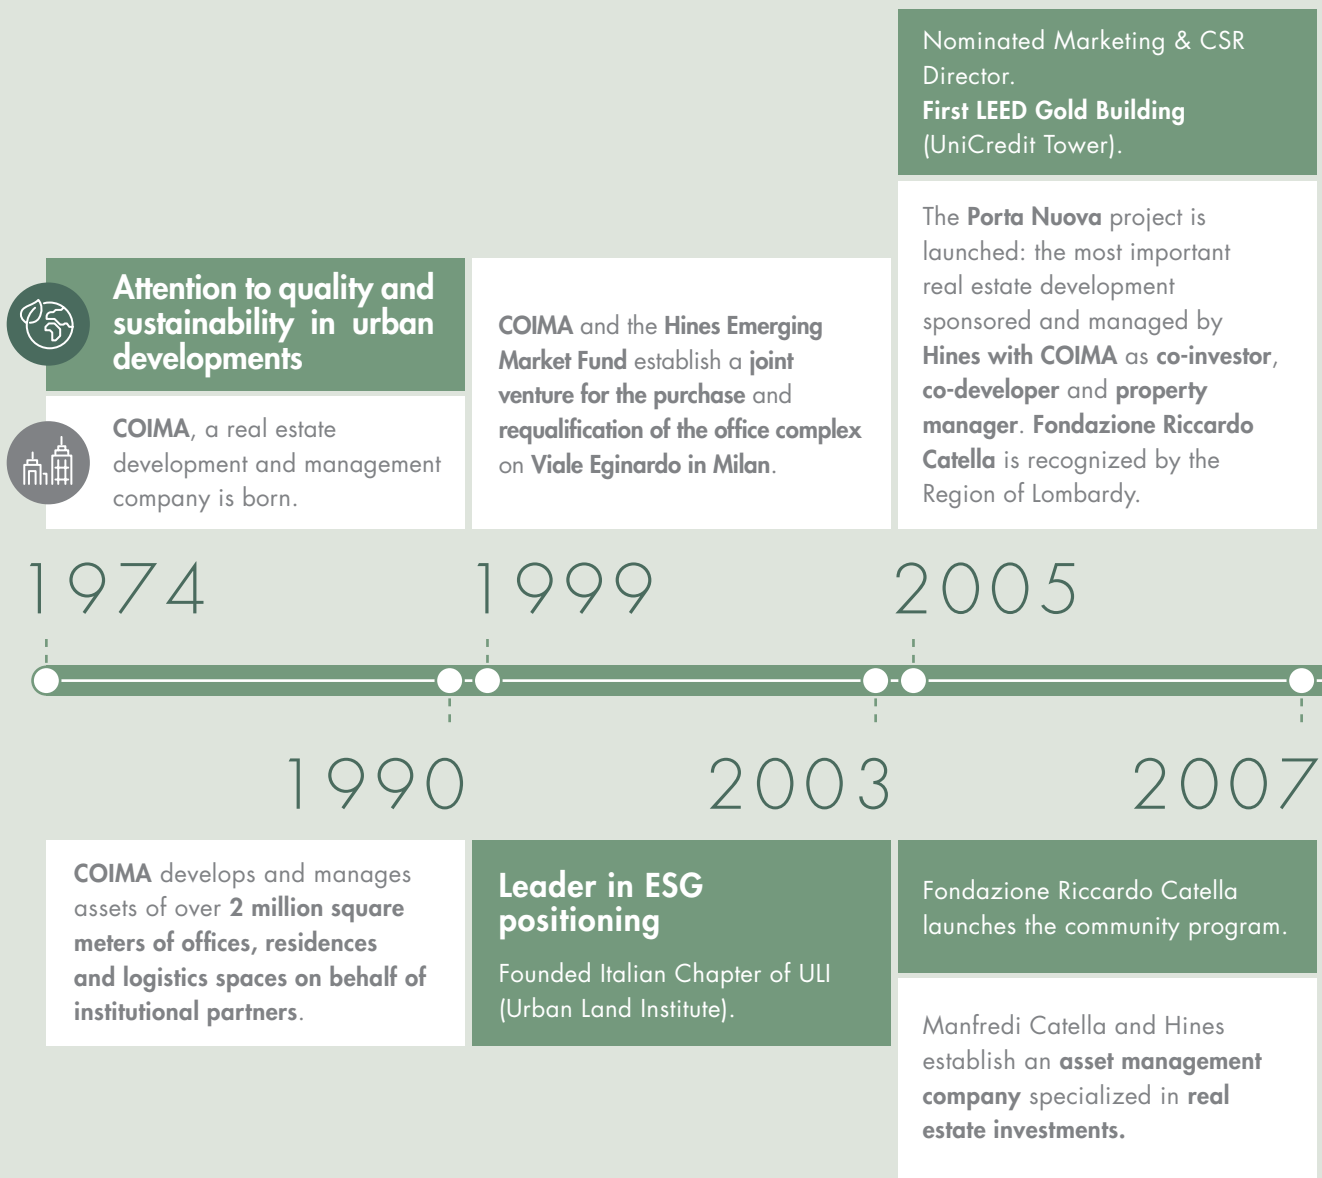 Nominated Marketing & CSR
Director.
First LEED Gold Building
(UniCredit Tower).
Attention to quality and
sustainability in urban
developments
COIMA, a real estate
development and management
company is born.
COIMA and the Hines Emerging
Market Fund establish a joint
venture for the purchase and
requalification of the office complex
on Viale Eginardo in Milan.
The Porta Nuova project is
launched: the most important
real estate development
sponsored and managed by
Hines with COIMA as co-investor,
co-developer and property
manager. Fondazione Riccardo
Catella is recognized by the
Region of Lombardy.
1974
1999
2005
1990
2003
2007
COIMA develops and manages
assets of over 2 million square
meters of offices, residences
and logistics spaces on behalf of
institutional partners.
Leader in ESG
positioning
Founded Italian Chapter of ULI
(Urban Land Institute).
Fondazione Riccardo Catella
launches the community program.
Manfredi Catella and Hines
establish an asset management
company specialized in real
estate investments.